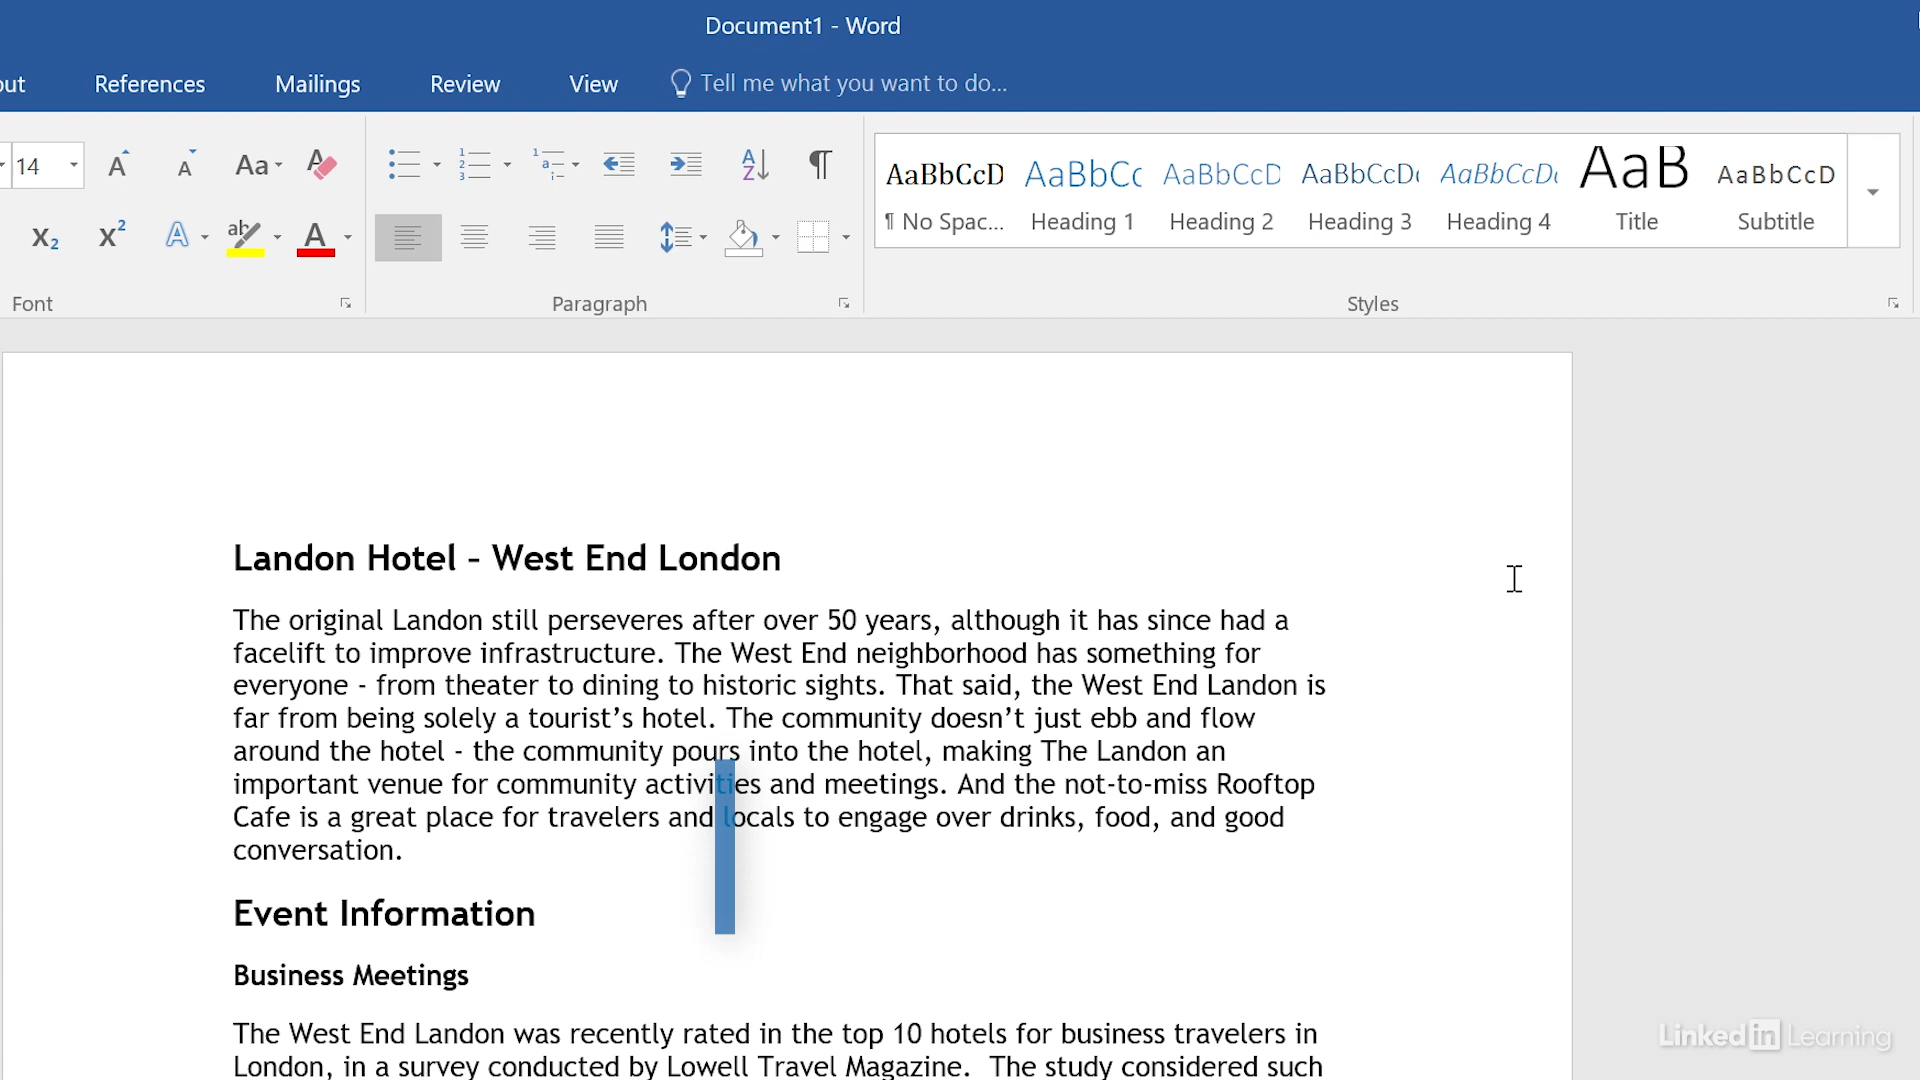 Document1 - Word
out References Mailings Review View Tell me what you want to do...
14 Aa AaBbCcD AaBbCc AaBbCcD AaBbCcDc AaBbCcDc AaB AaBbCcD
¶ No Spac... Heading 1 Heading 2 Heading 3 Heading 4 Title Subtitle
Font Paragraph Styles
Landon Hotel – West End London
The original Landon still perseveres after over 50 years, although it has since had a
facelift to improve infrastructure. The West End neighborhood has something for
everyone - from theater to dining to historic sights. That said, the West End Landon is
far from being solely a tourist’s hotel. The community doesn’t just ebb and flow
around the hotel - the community pours into the hotel, making The Landon an
important venue for community activities and meetings. And the not-to-miss Rooftop
Cafe is a great place for travelers and locals to engage over drinks, food, and good
conversation.
Event Information
Business Meetings
The West End Landon was recently rated in the top 10 hotels for business travelers in
London, in a survey conducted by Lowell Travel Magazine.  The study considered such
Linked in Learning